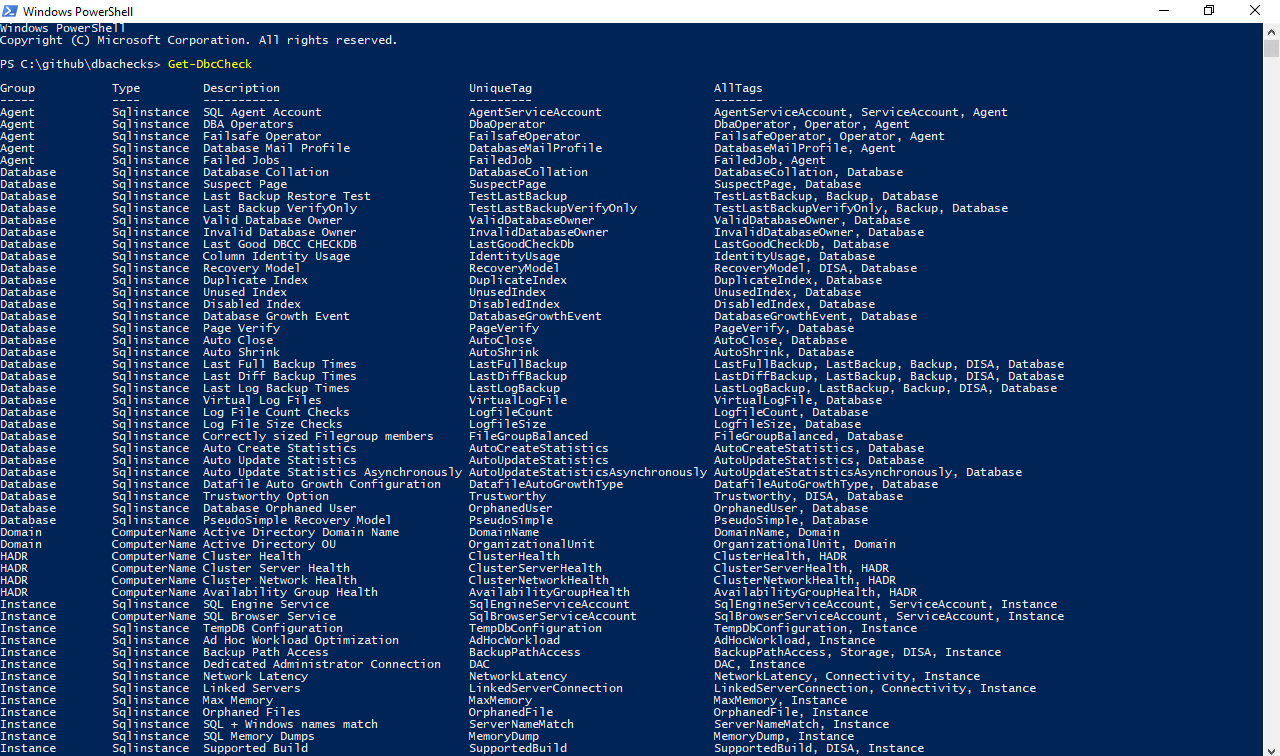 Windows PowerShell
Windows PowerShell
Copyright (C) Microsoft Corporation. All rights reserved.
PS C:\github\dbachecks> Get-DbcCheck
Group Type Description UniqueTag AllTags
----- ---- ----------- --------- -------
Agent Sqlinstance SQL Agent Account AgentServiceAccount AgentServiceAccount, ServiceAccount, Agent
Agent Sqlinstance DBA Operators DbaOperator DbaOperator, Operator, Agent
Agent Sqlinstance Failsafe Operator FailsafeOperator FailsafeOperator, Operator, Agent
Agent Sqlinstance Database Mail Profile DatabaseMailProfile DatabaseMailProfile, Agent
Agent Sqlinstance Failed Jobs FailedJob FailedJob, Agent
Database Sqlinstance Database Collation DatabaseCollation DatabaseCollation, Database
Database Sqlinstance Suspect Page SuspectPage SuspectPage, Database
Database Sqlinstance Last Backup Restore Test TestLastBackup TestLastBackup, Backup, Database
Database Sqlinstance Last Backup VerifyOnly TestLastBackupVerifyOnly TestLastBackupVerifyOnly, Backup, Database
Database Sqlinstance Valid Database Owner ValidDatabaseOwner ValidDatabaseOwner, Database
Database Sqlinstance Invalid Database Owner InvalidDatabaseOwner InvalidDatabaseOwner, Database
Database Sqlinstance Last Good DBCC CHECKDB LastGoodCheckDb LastGoodCheckDb, Database
Database Sqlinstance Column Identity Usage IdentityUsage IdentityUsage, Database
Database Sqlinstance Recovery Model RecoveryModel RecoveryModel, DISA, Database
Database Sqlinstance Duplicate Index DuplicateIndex DuplicateIndex, Database
Database Sqlinstance Unused Index UnusedIndex UnusedIndex, Database
Database Sqlinstance Disabled Index DisabledIndex DisabledIndex, Database
Database Sqlinstance Database Growth Event DatabaseGrowthEvent DatabaseGrowthEvent, Database
Database Sqlinstance Page Verify PageVerify PageVerify, Database
Database Sqlinstance Auto Close AutoClose AutoClose, Database
Database Sqlinstance Auto Shrink AutoShrink AutoShrink, Database
Database Sqlinstance Last Full Backup Times LastFullBackup LastFullBackup, LastBackup, Backup, DISA, Database
Database Sqlinstance Last Diff Backup Times LastDiffBackup LastDiffBackup, LastBackup, Backup, DISA, Database
Database Sqlinstance Last Log Backup Times LastLogBackup LastLogBackup, LastBackup, Backup, DISA, Database
Database Sqlinstance Virtual Log Files VirtualLogFile VirtualLogFile, Database
Database Sqlinstance Log File Count Checks LogfileCount LogfileCount, Database
Database Sqlinstance Log File Size Checks LogfileSize LogfileSize, Database
Database Sqlinstance Correctly sized Filegroup members FileGroupBalanced FileGroupBalanced, Database
Database Sqlinstance Auto Create Statistics AutoCreateStatistics AutoCreateStatistics, Database
Database Sqlinstance Auto Update Statistics AutoUpdateStatistics AutoUpdateStatistics, Database
Database Sqlinstance Auto Update Statistics Asynchronously AutoUpdateStatisticsAsynchronously AutoUpdateStatisticsAsynchronously, Database
Database Sqlinstance Datafile Auto Growth Configuration DatafileAutoGrowthType DatafileAutoGrowthType, Database
Database Sqlinstance Trustworthy Option Trustworthy Trustworthy, DISA, Database
Database Sqlinstance Database Orphaned User OrphanedUser OrphanedUser, Database
Database Sqlinstance PseudoSimple Recovery Model PseudoSimple PseudoSimple, Database
Domain ComputerName Active Directory Domain Name DomainName DomainName, Domain
Domain ComputerName Active Directory OU OrganizationalUnit OrganizationalUnit, Domain
HADR ComputerName Cluster Health ClusterHealth ClusterHealth, HADR
HADR ComputerName Cluster Server Health ClusterServerHealth ClusterServerHealth, HADR
HADR ComputerName Cluster Network Health ClusterNetworkHealth ClusterNetworkHealth, HADR
HADR ComputerName Availability Group Health AvailabilityGroupHealth AvailabilityGroupHealth, HADR
Instance Sqlinstance SQL Engine Service SqlEngineServiceAccount SqlEngineServiceAccount, ServiceAccount, Instance
Instance ComputerName SQL Browser Service SqlBrowserServiceAccount SqlBrowserServiceAccount, ServiceAccount, Instance
Instance Sqlinstance TempDB Configuration TempDbConfiguration TempDbConfiguration, Instance
Instance Sqlinstance Ad Hoc Workload Optimization AdHocWorkload AdHocWorkload, Instance
Instance Sqlinstance Backup Path Access BackupPathAccess BackupPathAccess, Storage, DISA, Instance
Instance Sqlinstance Dedicated Administrator Connection DAC DAC, Instance
Instance Sqlinstance Network Latency NetworkLatency NetworkLatency, Connectivity, Instance
Instance Sqlinstance Linked Servers LinkedServerConnection LinkedServerConnection, Connectivity, Instance
Instance Sqlinstance Max Memory MaxMemory MaxMemory, Instance
Instance Sqlinstance Orphaned Files OrphanedFile OrphanedFile, Instance
Instance Sqlinstance SQL + Windows names match ServerNameMatch ServerNameMatch, Instance
Instance Sqlinstance SQL Memory Dumps MemoryDump MemoryDump, Instance
Instance Sqlinstance Supported Build SupportedBuild SupportedBuild, DISA, Instance